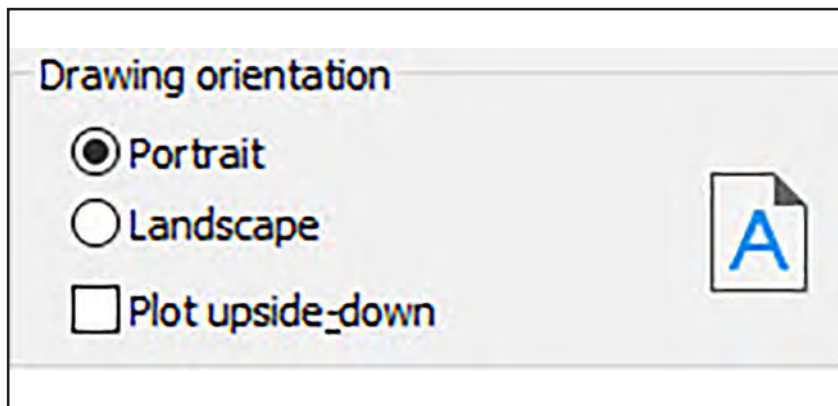 Drawing orientation
Portrait
Landscape
Plot upside-down
A